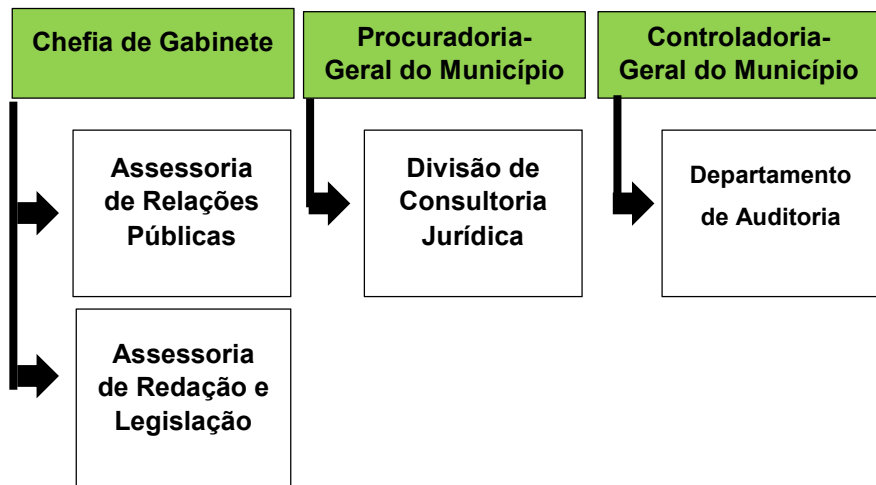 Chefia de Gabinete
Procuradoria-
Geral do Município
Controladoria-
Geral do Município
Assessoria
de Relações
Públicas
Divisão de
Consultoria
Jurídica
Departamento
de Auditoria
Assessoria
de Redação e
Legislação